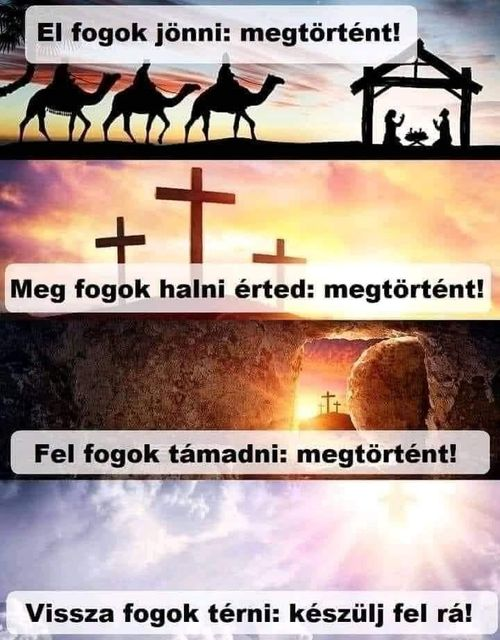 El fogok jönni: megtörtént!
Meg fogok halni érted: megtörtént!
Fel fogok támadni: megtörtént!
Vissza fogok térni: készülj fel rá!